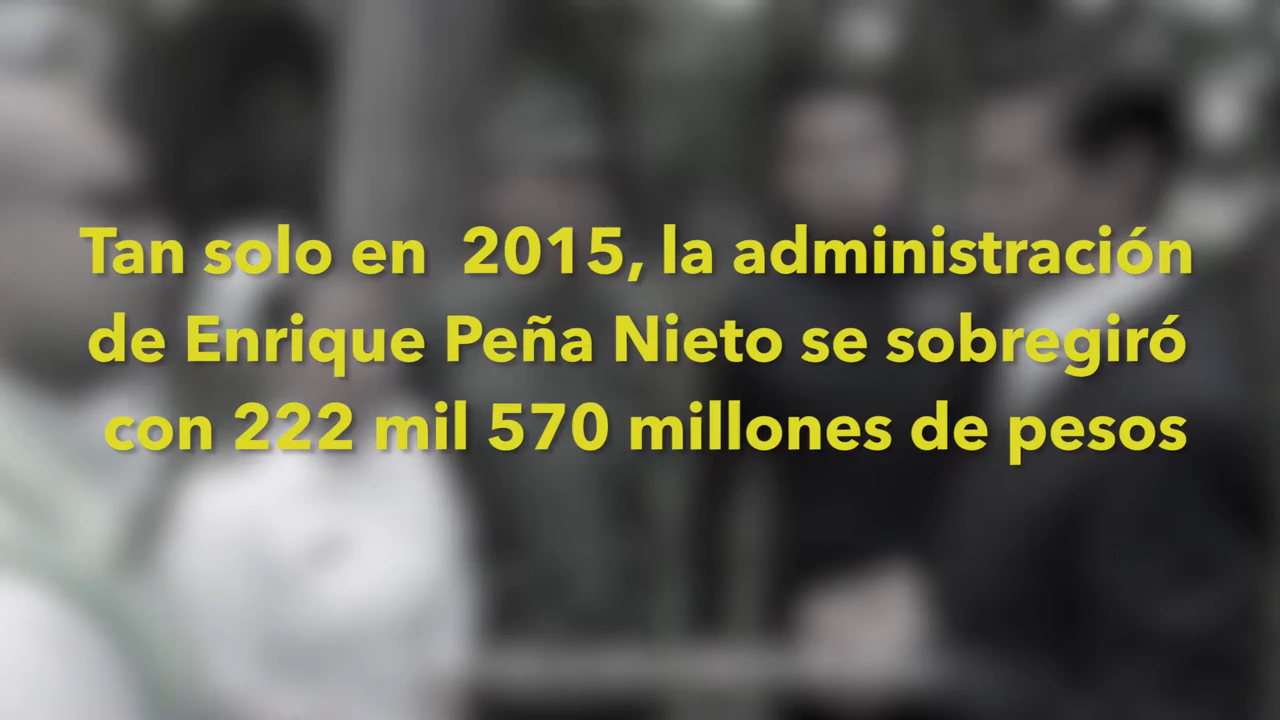 Tan solo en  2015, la administración
de Enrique Peña Nieto se sobregiró
con 222 mil 570 millones de pesos